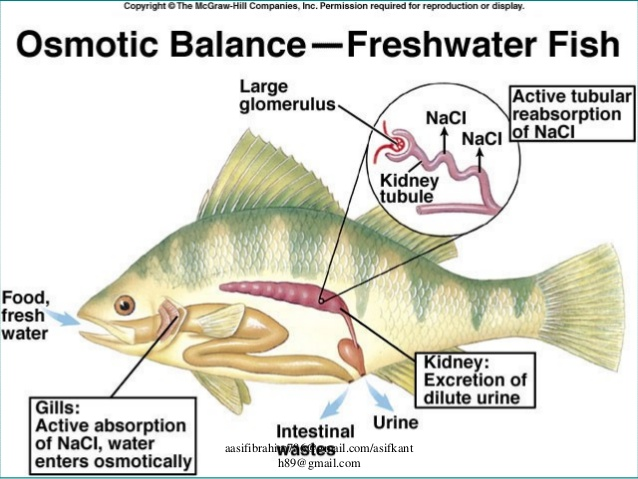 Copyright © The McGraw-Hill Companies, Inc. Permission required for reproduction or display.
Osmotic Balance—Freshwater Fish
Large
glomerulus
NaCl
NaCl
Kidney
tubule
Active tubular
reabsorption
of NaCl
Food,
fresh
water
Gills:
Active absorption
of NaCl, water
enters osmotically
Kidney:
Excretion of
dilute urine
Intestinal
wastes
Urine
h89@gmail.com